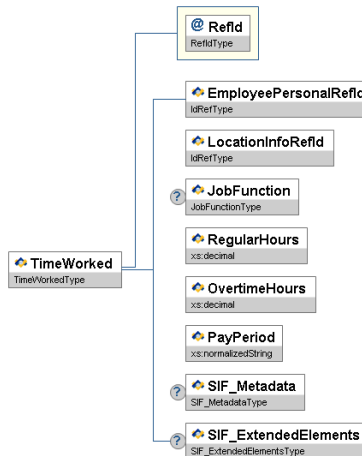 @ RefId
RefIdType
EmployeePersonalRefId
IdRefType
LocationInfoRefId
IdRefType
? JobFunction
JobFunctionType
RegularHours
xs:decimal
TimeWorked
TimeWorkedType
OvertimeHours
xs:decimal
PayPeriod
xs:normalizedString
? SIF_Metadata
SIF_MetadataType
? SIF_ExtendedElements
SIF_ExtendedElementsType